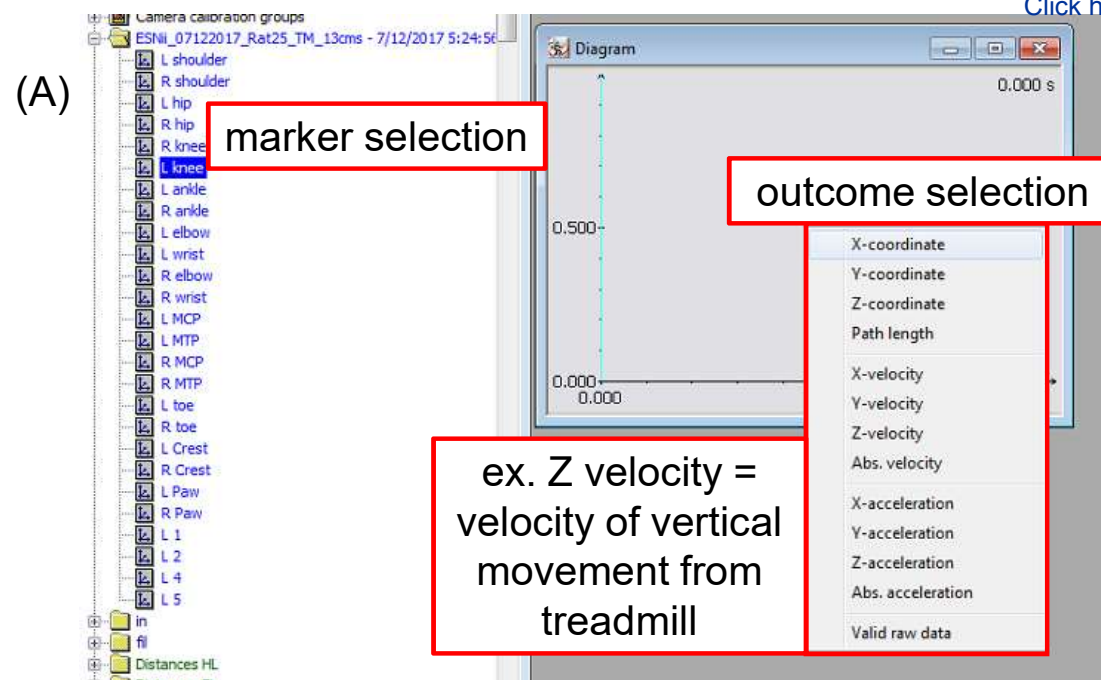 Click h
Camera calibration groups
ESNii_07122017_Rat25_TM_13cms - 7/12/2017 5:24:56
(A)
L shoulder
R shoulder
L hip
R hip
R knee
L knee
L ankle
R ankle
L elbow
L wrist
R elbow
R wrist
L MCP
L MTP
R MCP
R MTP
L toe
R toe
L Crest
R Crest
L Paw
R Paw
L 1
L 2
L 4
L 5
in
fil
Distances HL
marker selection
Diagram
0.000 s
0.500
0.000
0.000
outcome selection
X-coordinate
Y-coordinate
Z-coordinate
Path length
X-velocity
Y-velocity
Z-velocity
Abs. velocity
X-acceleration
Y-acceleration
Z-acceleration
Abs. acceleration
Valid raw data
ex. Z velocity =
velocity of vertical
movement from
treadmill